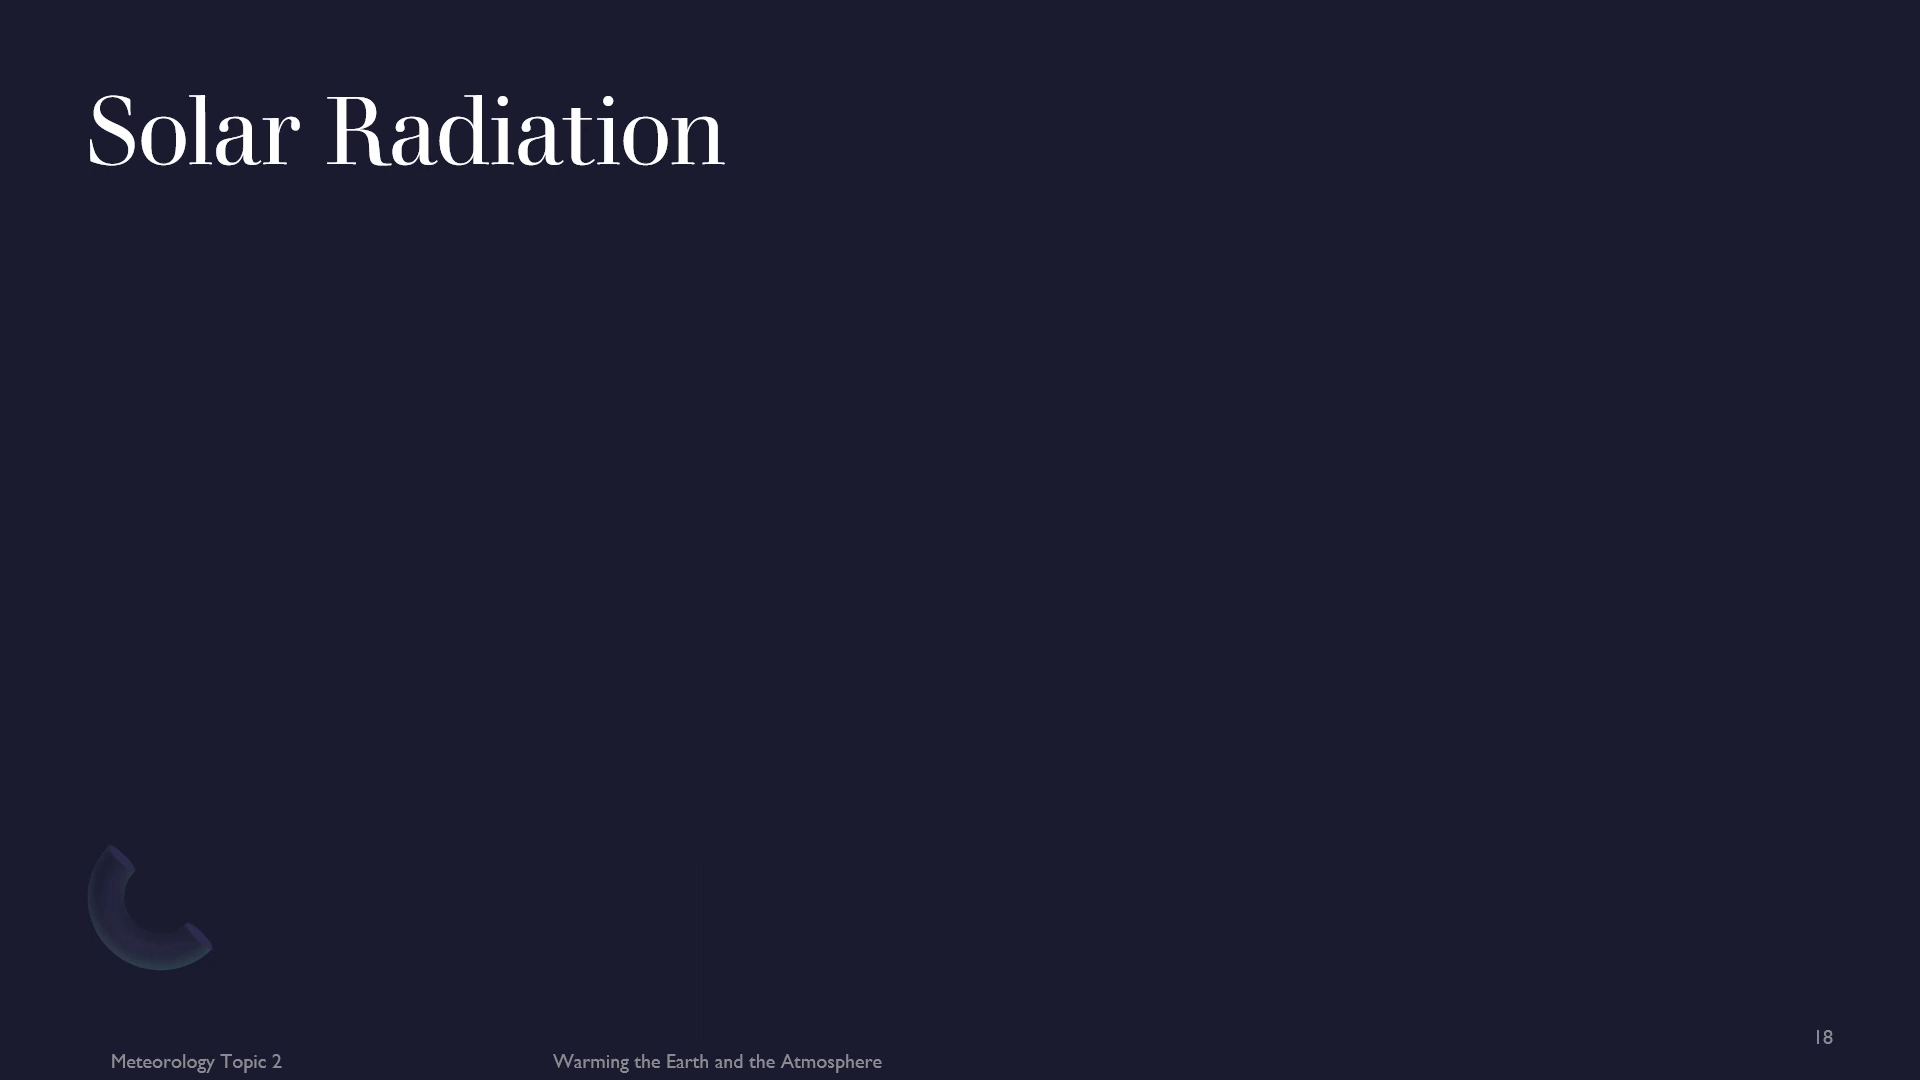 Solar Radiation
18
Meteorology Topic 2
Warming the Earth and the Atmosphere